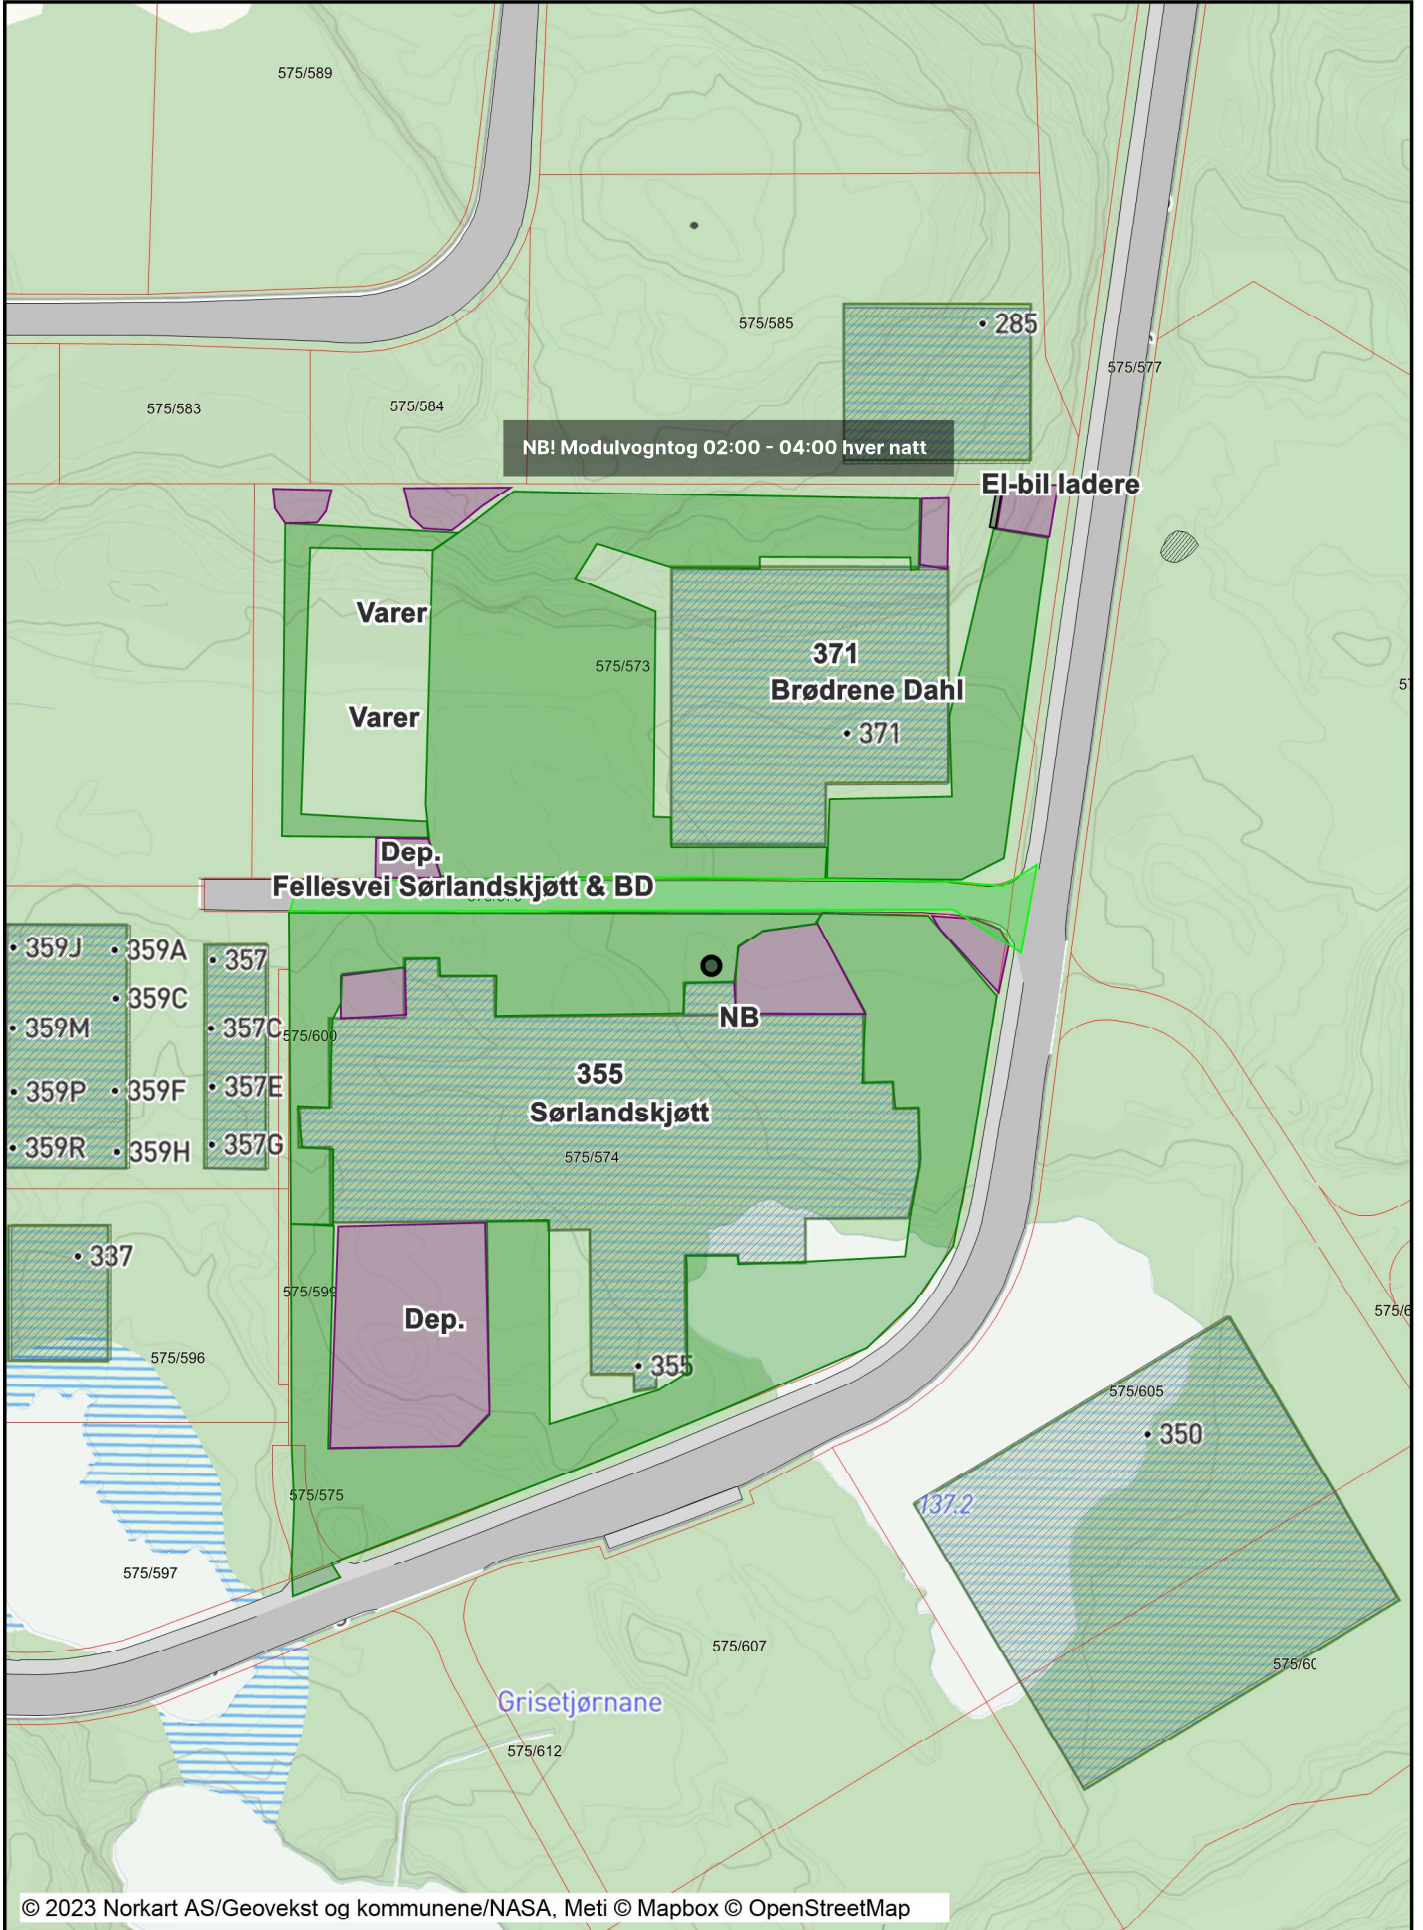 575/589
575/585
285
575/577
575/583
575/584
NB! Modulvogntog 02:00 - 04:00 hver natt
El-bil ladere
Varer
575/573
371
Brødrene Dahl
Varer
371
Dep.
Fellesvei Sørlandskjøtt & BD
359J
359A
357
359C
NB
359M
357C
575/600
355
359P
359F
357E
Sørlandskjøtt
359R
359H
357G
575/574
337
575/599
575/6
Dep.
575/596
355
575/605
350
575/575
137.2
575/597
575/607
575/60
Grisetjørnane
575/612
© 2023 Norkart AS/Geovekst og kommunene/NASA, Meti © Mapbox © OpenStreetMap